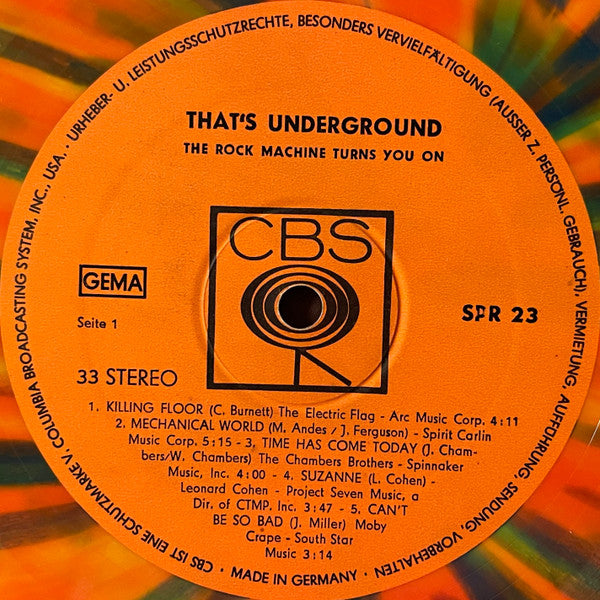 URHEBER- U. LEISTUNGSSCHUTZRECHTE, BESONDERS VERVIELFÄLTIGUNG (AUSSER Z. PERSÖNL. GEBRAUCH), VERMIETUNG, AUFFÜHRUNG, SENDUNG, VORBEHALTEN • MADE IN GERMANY • CBS IST EINE SCHUTZMARKE V. COLUMBIA BROADCASTING SYSTEM, INC., USA. •
THAT'S UNDERGROUND
THE ROCK MACHINE TURNS YOU ON
CBS
GEMA
SPR 23
Seite 1
33 STEREO
1. KILLING FLOOR (C. Burnett) The Electric Flag - Arc Music Corp. 4:11
2. MECHANICAL WORLD (M. Andes / J. Ferguson) - Spirit Carlin
Music Corp. 5:15 - 3, TIME HAS COME TODAY (J. Cham-
bers/W. Chambers) The Chambers Brothers - Spinnaker
Music, Inc. 4:00 - 4. SUZANNE (L. Cohen) -
Leonard Cohen - Project Seven Music, a
Dir. of CTMP. Inc. 3:47 - 5. CAN'T
BE SO BAD (J. Miller) Moby
Crape - South Star
Music 3:14